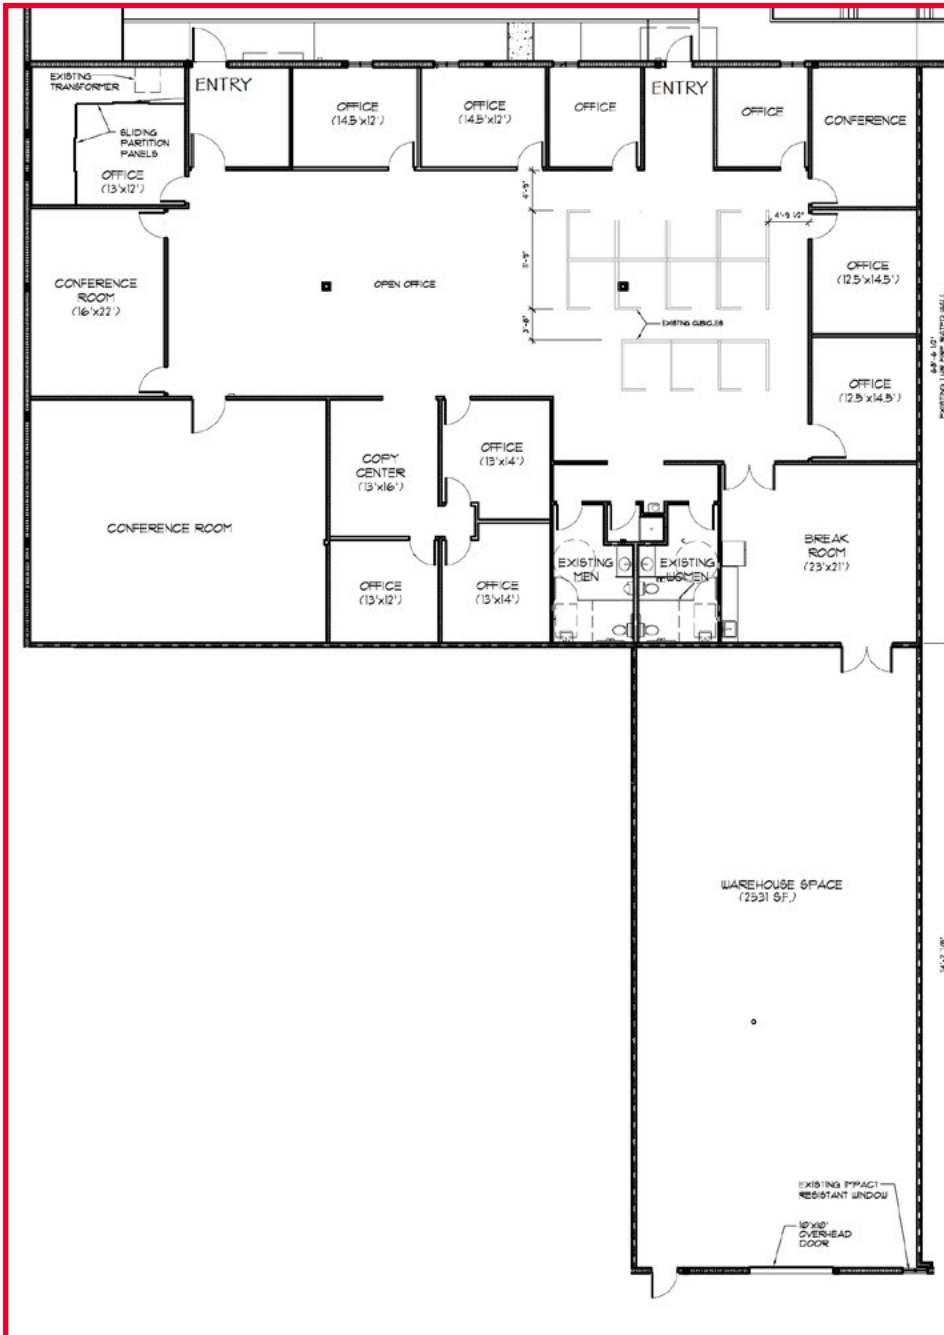 EXISTING
TRANSFORMER
ENTRY
OFFICE
(14.5'x12')
OFFICE
(14.5'x12')
OFFICE
ENTRY
OFFICE
CONFERENCE
SLIDING
PARTITION
PANELS
OFFICE
(13'x12')
4'-9 1/2"
CONFERENCE
ROOM
(16'x22')
OPEN OFFICE
OFFICE
(12.5'x14.5')
EXISTING CUBICLES
OFFICE
(12.5'x14.5')
COPY
CENTER
(13'x16')
OFFICE
(13'x14')
CONFERENCE ROOM
BREAK
ROOM
(23'x21')
EXISTING
MEN
EXISTING
WOMEN
OFFICE
(13'x12')
OFFICE
(13'x14')
WAREHOUSE SPACE
(2531 S.F.)
EXISTING IMPACT
RESISTANT WINDOW
10'x10'
OVERHEAD
DOOR